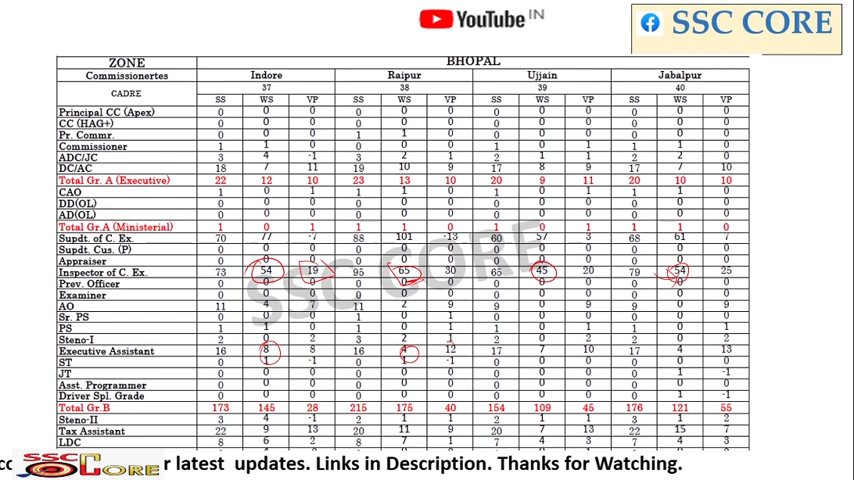 YouTube IN
SSC CORE
ZONE BHOPAL
Commissionertes Indore Raipur Ujjain Jabalpur
37 38 39 40
CADRE SS WS VP SS WS VP SS WS VP SS WS VP
Principal CC (Apex) 0 0 0 0 0 0 0 0 0 0 0 0
CC (HAG+) 0 0 0 0 0 0 0 0 0 0 0 0
Pr. Commr. 0 0 0 1 1 0 0 0 0 0 0 0
Commissioner 1 1 0 0 0 0 1 0 1 1 1 0
ADC/JC 3 4 -1 3 2 1 2 1 1 2 2 0
DC/AC 18 7 11 19 10 9 17 8 9 17 7 10
Total Gr. A (Executive) 22 12 10 23 13 10 20 9 11 20 10 10
CAO 1 0 1 1 1 0 1 0 1 1 1 0
DD(OL) 0 0 0 0 0 0 0 0 0 0 0 0
AD(OL) 0 0 0 0 0 0 0 0 0 0 0 0
Total Gr.A (Ministerial) 1 0 1 1 1 0 1 0 1 1 1 0
Supdt. of C. Ex. 70 77 -7 88 101 -13 60 57 3 68 61 7
Supdt. Cus. (P) 0 0 0 0 0 0 0 0 0 0 0 0
Appraiser 0 0 0 0 0 0 0 0 0 0 0 0
Inspector of C. Ex. 73 54 19 95 65 30 65 45 20 79 54 25
Prev. Officer 0 0 0 0 0 0 0 0 0 0 0 0
Examiner 0 0 0 0 0 0 0 0 0 0 0 0
AO 11 4 7 11 2 9 9 0 9 9 0 9
Sr. PS 0 0 0 1 0 1 0 0 0 0 0 0
PS 1 1 0 1 0 1 1 0 1 1 0 1
Steno-I 2 0 2 3 2 1 2 0 2 2 0 2
Executive Assistant 16 8 8 16 4 12 17 7 10 17 4 13
ST 0 1 -1 0 1 -1 0 0 0 0 0 0
JT 0 0 0 0 0 0 0 0 0 0 1 -1
Asst. Programmer 0 0 0 0 0 0 0 0 0 0 0 0
Driver Spl. Grade 0 0 0 0 0 0 0 0 0 0 1 -1
Total Gr.B 173 145 28 215 175 40 154 109 45 176 121 55
Steno-II 3 4 -1 2 1 1 2 1 1 3 1 2
Tax Assistant 22 9 13 20 11 9 20 7 13 22 15 7
LDC 8 6 2 8 7 1 7 4 3 7 4 3
SSC CORE
SSC CORE
r latest updates. Links in Description. Thanks for Watching.